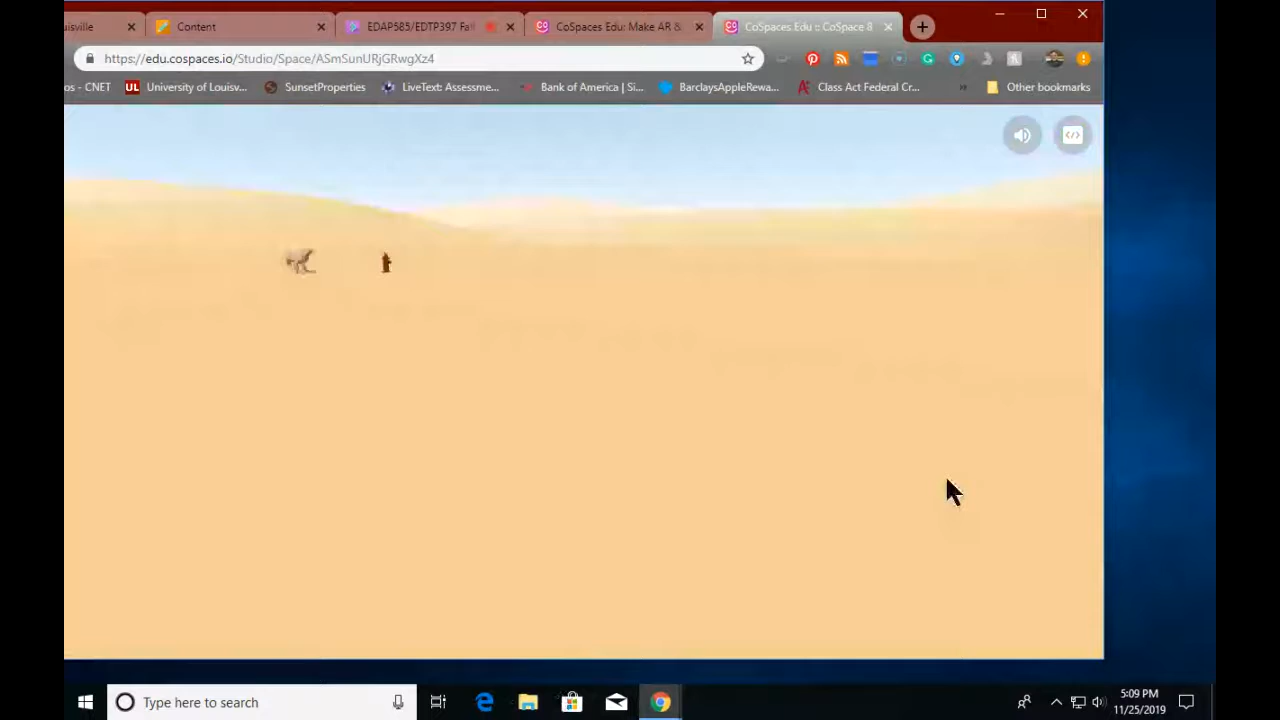 uisville
Content
EDAP585/EDTP397 Fall
CoSpaces Edu: Make AR &
CoSpaces Edu :: CoSpace 8
https://edu.cospaces.io/Studio/Space/ASmSunURjGRwgXz4
os - CNET
UL University of Louisv...
SunsetProperties
LiveText: Assessme...
Bank of America | Si...
BarclaysAppleRewa...
Class Act Federal Cr...
»
Other bookmarks
Type here to search
5:09 PM
11/25/2019